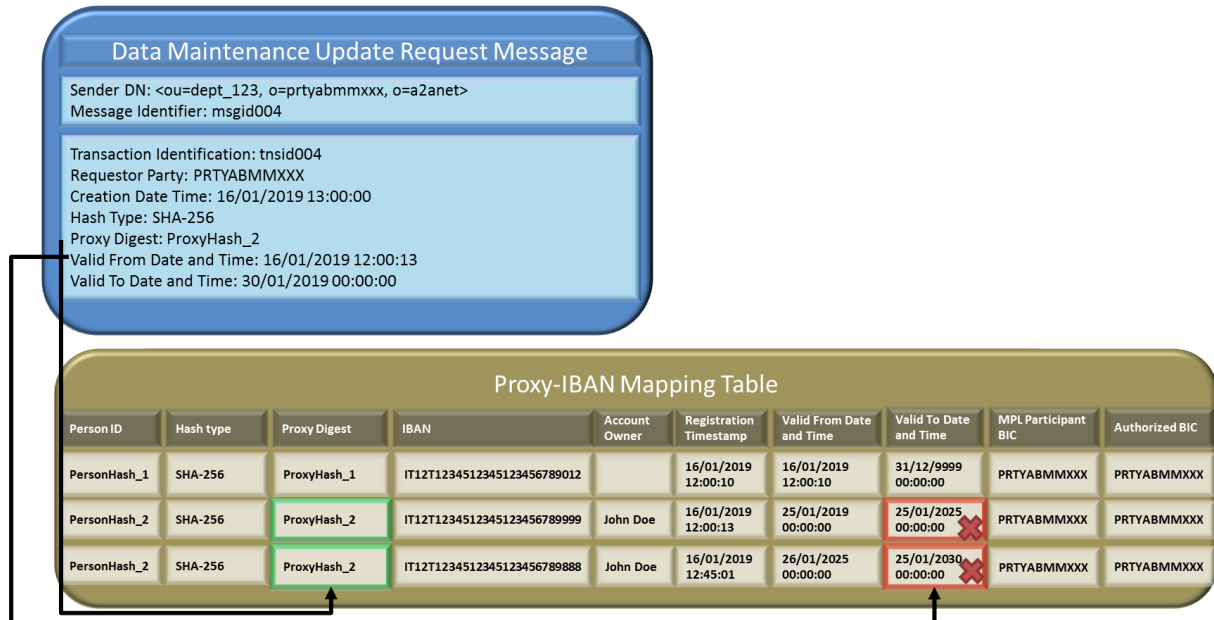 Data Maintenance Update Request Message
Sender DN: <ou=dept_123, o=prtyabmmxxx, o=a2anet>
Message Identifier: msgid004
Transaction Identification: tnsid004
Requestor Party: PRTYABMMXXX
Creation Date Time: 16/01/2019 13:00:00
Hash Type: SHA-256
Proxy Digest: ProxyHash_2
Valid From Date and Time: 16/01/2019 12:00:13
Valid To Date and Time: 30/01/2019 00:00:00
Proxy-IBAN Mapping Table
Person ID Hash type Proxy Digest IBAN Account Owner Registration Timestamp Valid From Date and Time Valid To Date and Time MPL Participant BIC Authorized BIC
PersonHash_1 SHA-256 ProxyHash_1 IT12T1234512345123456789012 16/01/2019 12:00:10 16/01/2019 12:00:10 31/12/9999 00:00:00 PRTYABMMXXX PRTYABMMXXX
PersonHash_2 SHA-256 ProxyHash_2 IT12T1234512345123456789999 John Doe 16/01/2019 12:00:13 25/01/2019 00:00:00 25/01/2025 00:00:00 PRTYABMMXXX PRTYABMMXXX
PersonHash_2 SHA-256 ProxyHash_2 IT12T1234512345123456789888 John Doe 16/01/2019 12:45:01 26/01/2025 00:00:00 25/01/2030 00:00:00 PRTYABMMXXX PRTYABMMXXX